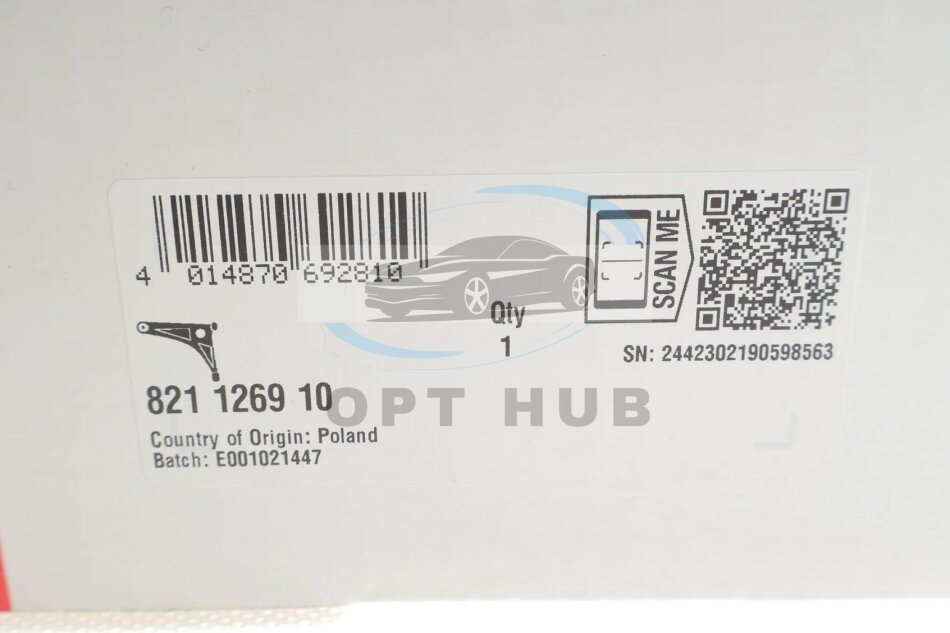 4 014870 692810
SCAN ME
Qty
1
SN: 2442302190598563
821 1269 10
OPT HUB
Country of Origin: Poland
Batch: E001021447